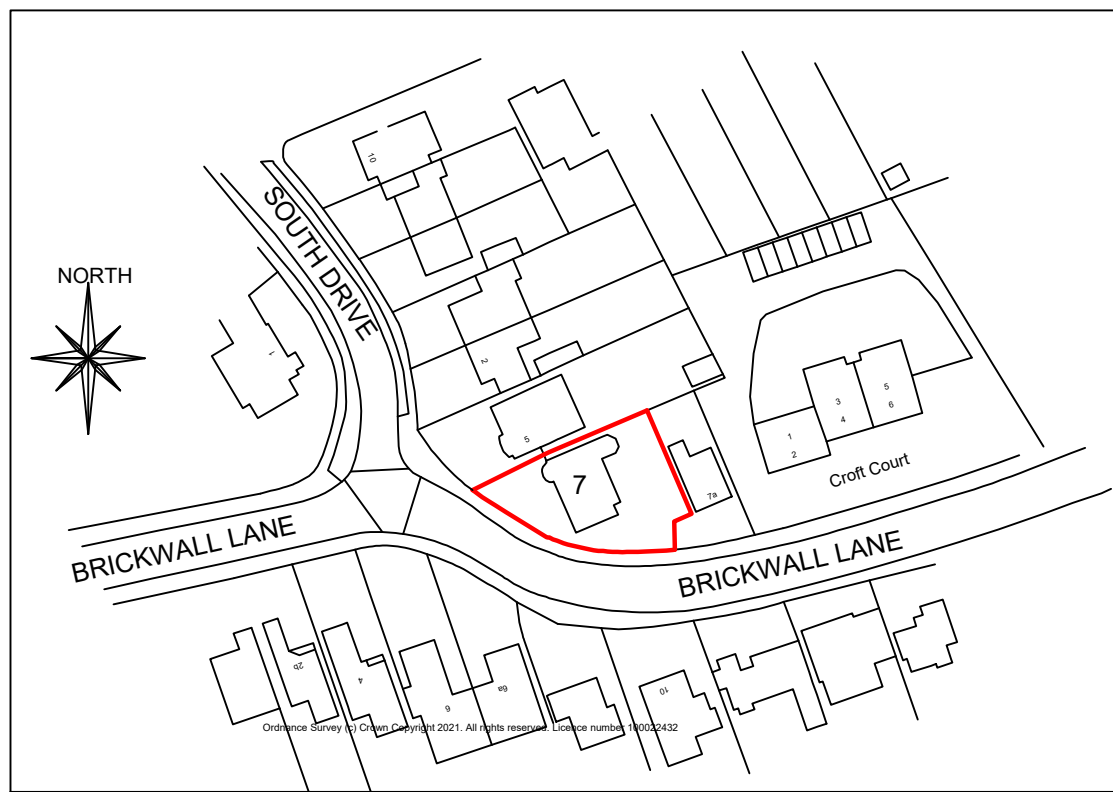 10
SOUTH DRIVE
NORTH
1
2
5
7
7a
3
4
5
6
1
2
Croft Court
BRICKWALL LANE
BRICKWALL LANE
2b
4
6
6a
10
Ordnance Survey (c) Crown Copyright 2021. All rights reserved. Licence number 100022432